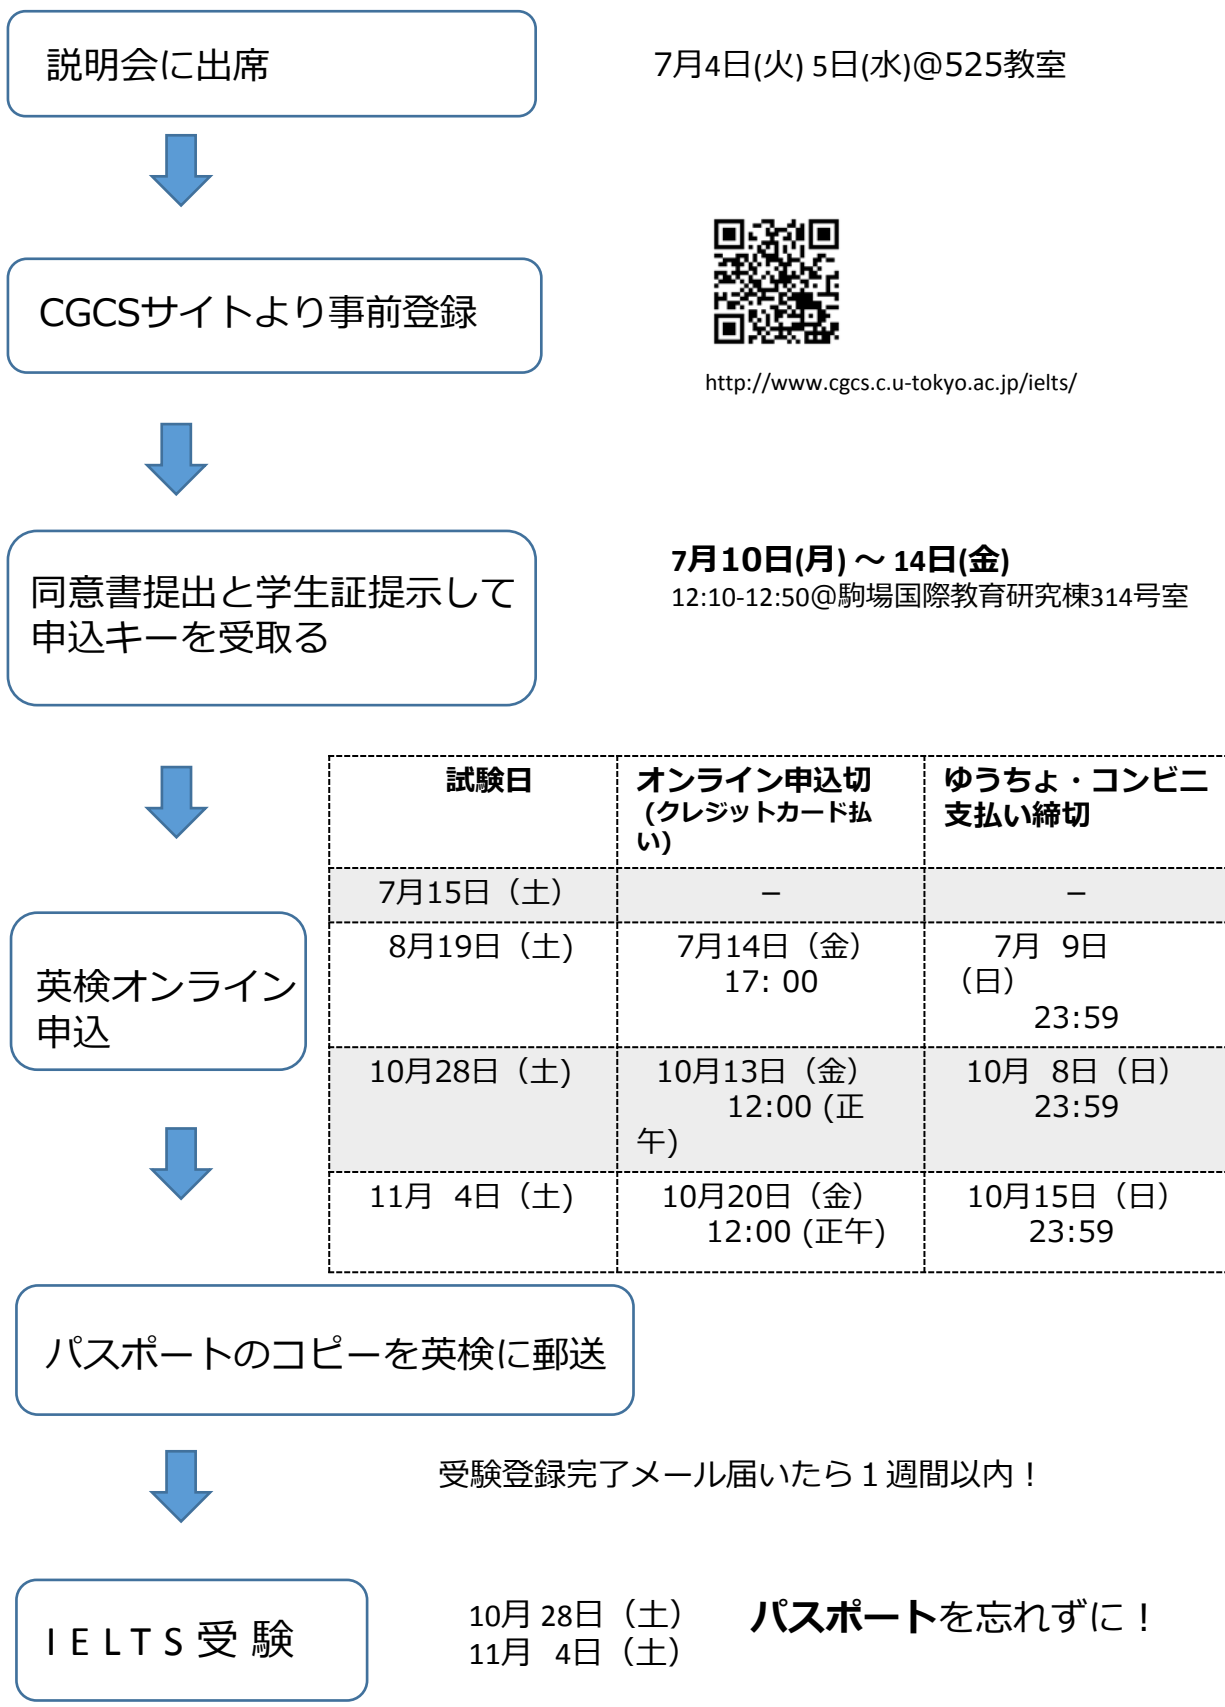 説明会に出席
7月4日(火) 5日(水)@525教室
CGCSサイトより事前登録
http://www.cgcs.c.u-tokyo.ac.jp/ielts/
同意書提出と学生証提示して
申込キーを受取る
7月10日(月) ～ 14日(金)
12:10-12:50@駒場国際教育研究棟314号室
英検オンライン
申込
試験日
オンライン申込切
(クレジットカード払
い)
ゆうちょ・コンビニ
支払い締切
7月15日（土）
－
－
8月19日（土)
7月14日（金）
17: 00
7月 9日
（日）
23:59
10月28日（土)
10月13日（金）
12:00 (正
午)
10月 8日（日）
23:59
11月 4日（土)
10月20日（金）
12:00 (正午)
10月15日（日）
23:59
パスポートのコピーを英検に郵送
受験登録完了メール届いたら１週間以内！
I E L T S 受 験
10月 28日（土）
11月 4日（土）
パスポートを忘れずに！